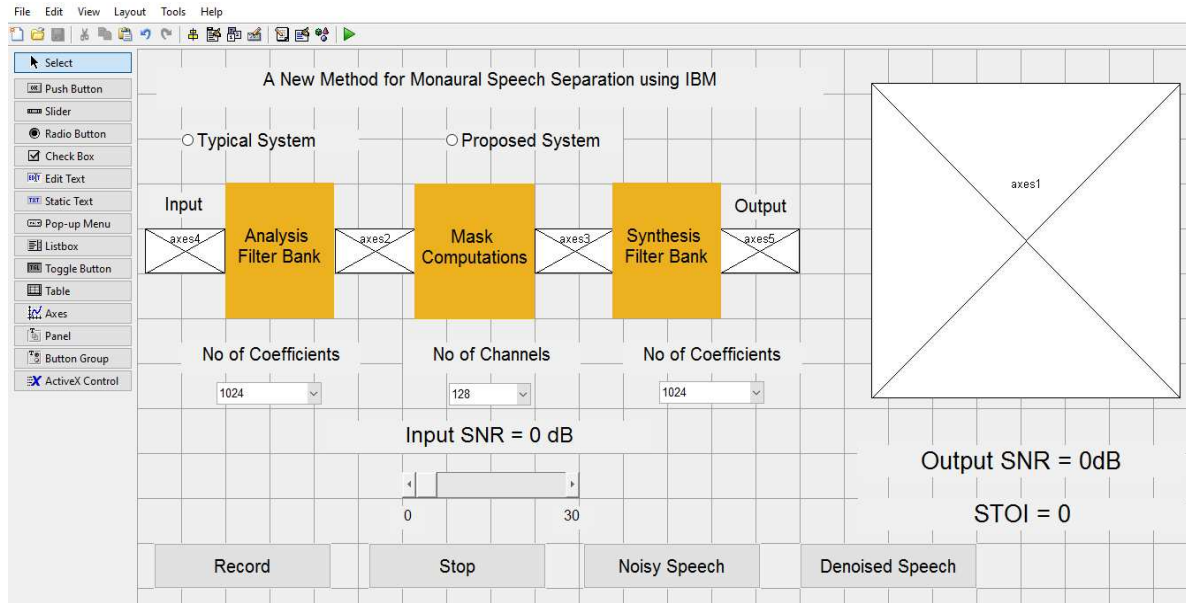 File Edit View Layout Tools Help
Select
OK Push Button
Slider
Radio Button
Check Box
EDIT Edit Text
TXT Static Text
Pop-up Menu
Listbox
TGL Toggle Button
Table
Axes
Panel
Button Group
ActiveX Control
A New Method for Monaural Speech Separation using IBM
Typical System
Proposed System
Input
axes4
Analysis
Filter Bank
axes2
Mask
Computations
axes3
Synthesis
Filter Bank
Output
axes5
axes1
No of Coefficients
1024
No of Channels
128
No of Coefficients
1024
Input SNR = 0 dB
0 30
Output SNR = 0dB
STOI = 0
Record
Stop
Noisy Speech
Denoised Speech